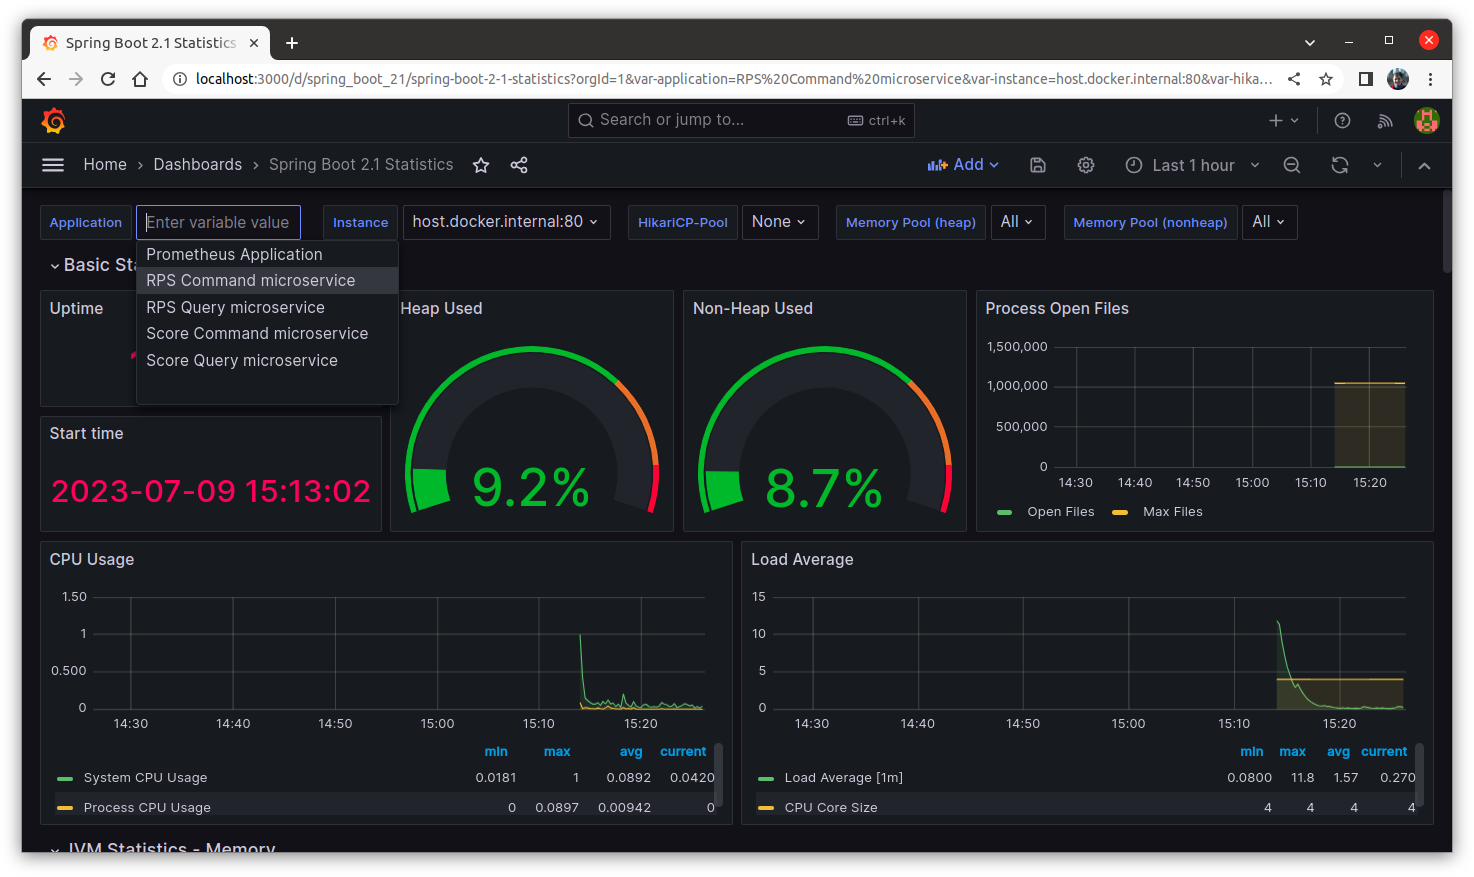 Spring Boot 2.1 Statistics
localhost:3000/d/spring_boot_21/spring-boot-2-1-statistics?orgId=1&var-application=RPS%20Command%20microservice&var-instance=host.docker.internal:80&var-hika...
Search or jump to... ctrl+k
Home Dashboards Spring Boot 2.1 Statistics Add Last 1 hour
Application Enter variable value Instance host.docker.internal:80 HikariCP-Pool None Memory Pool (heap) All Memory Pool (nonheap) All
Prometheus Application
RPS Command microservice
RPS Query microservice
Score Command microservice
Score Query microservice
Basic Sta
Uptime
Heap Used
9.2%
Non-Heap Used
8.7%
Process Open Files
1,500,000
1,000,000
500,000
0
14:30 14:40 14:50 15:00 15:10 15:20
Open Files Max Files
Start time
2023-07-09 15:13:02
CPU Usage
1.50
1
0.500
0
14:30 14:40 14:50 15:00 15:10 15:20
min max avg current
System CPU Usage 0.0181 1 0.0892 0.0420
Process CPU Usage 0 0.0897 0.00942 0
Load Average
15
10
5
0
14:30 14:40 14:50 15:00 15:10 15:20
min max avg current
Load Average [1m] 0.0800 11.8 1.57 0.270
CPU Core Size 4 4 4 4
JVM Statistics - Memory